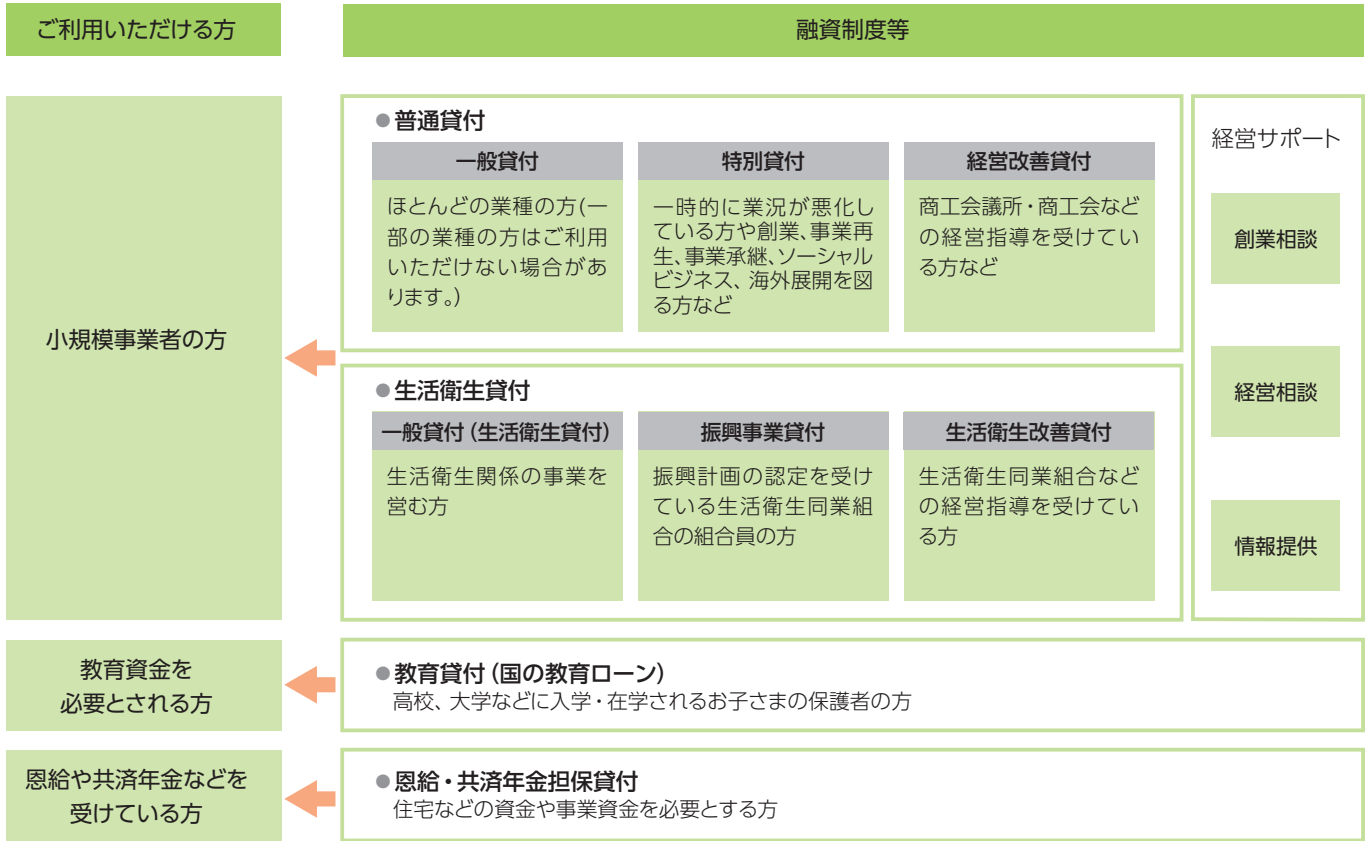 ご利用いただける方
融資制度等
小規模事業者の方
●普通貸付
一般貸付
ほとんどの業種の方(一
部の業種の方はご利用
いただけない場合があ
ります。)
特別貸付
一時的に業況が悪化し
ている方や創業、事業再
生、事業承継、ソーシャル
ビジネス、海外展開を図
る方など
経営改善貸付
商工会議所・商工会など
の経営指導を受けてい
る方など
●生活衛生貸付
一般貸付(生活衛生貸付)
生活衛生関係の事業を
営む方
振興事業貸付
振興計画の認定を受け
ている生活衛生同業組
合の組合員の方
生活衛生改善貸付
生活衛生同業組合など
の経営指導を受けてい
る方
経営サポート
創業相談
経営相談
情報提供
教育資金を
必要とされる方
●教育貸付(国の教育ローン)
高校、大学などに入学・在学されるお子さまの保護者の方
恩給や共済年金などを
受けている方
●恩給・共済年金担保貸付
住宅などの資金や事業資金を必要とする方